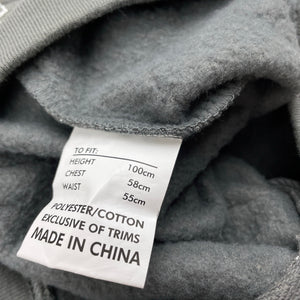 TO FIT:
HEIGHT 100cm
CHEST 58cm
WAIST 55cm
POLYESTER/COTTON
EXCLUSIVE OF TRIMS
MADE IN CHINA